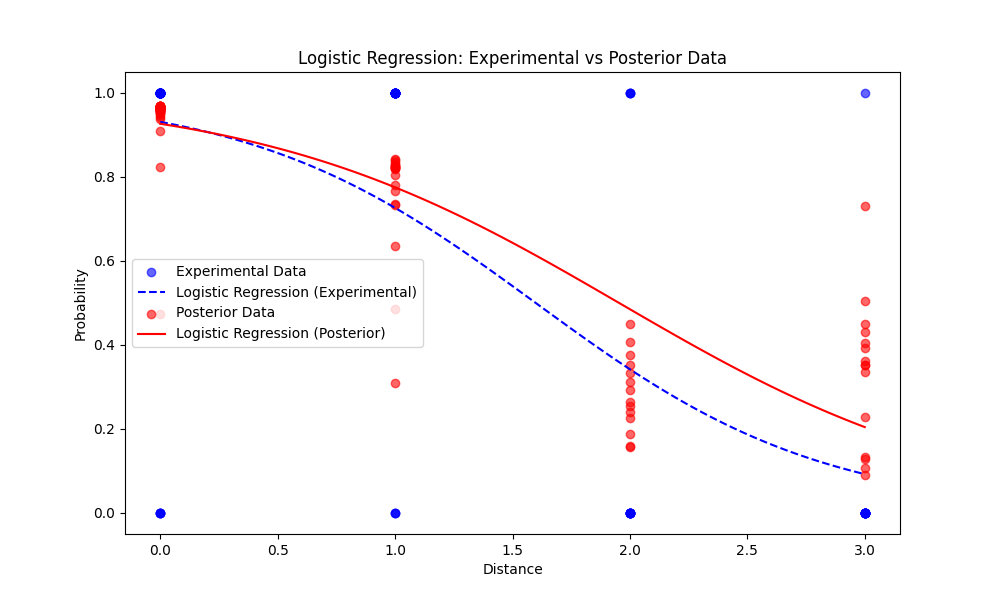 Logistic Regression: Experimental vs Posterior Data
Probability
1.0
0.8
0.6
0.4
0.2
0.0
Experimental Data
Logistic Regression (Experimental)
Posterior Data
Logistic Regression (Posterior)
0.0
0.5
1.0
1.5
2.0
2.5
3.0
Distance